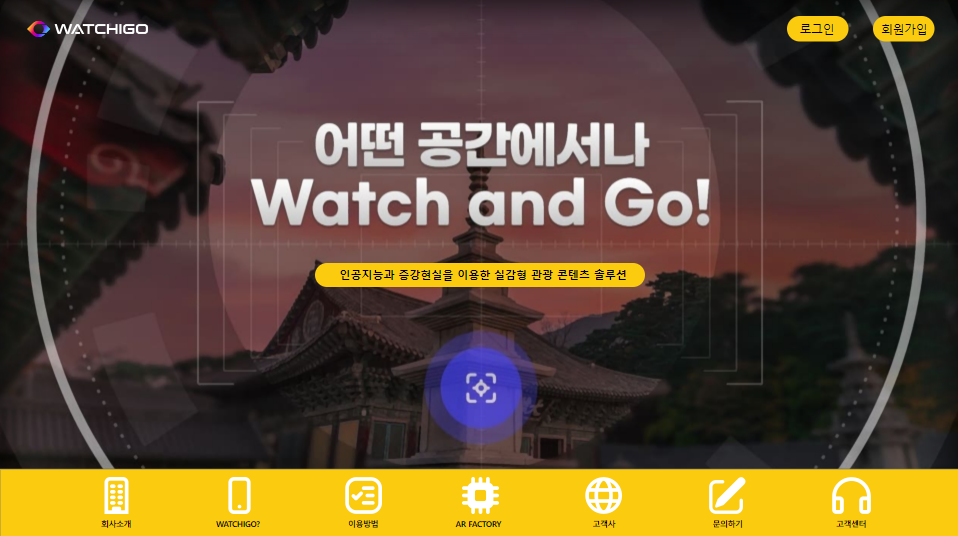 WATCHIGO
로그인
회원가입
어떤 공간에서나
Watch and Go!
인공지능과 증강현실을 이용한 실감형 관광 콘텐츠 솔루션
회사소개
WATCHIGO?
이용방법
AR FACTORY
고객사
문의하기
고객센터